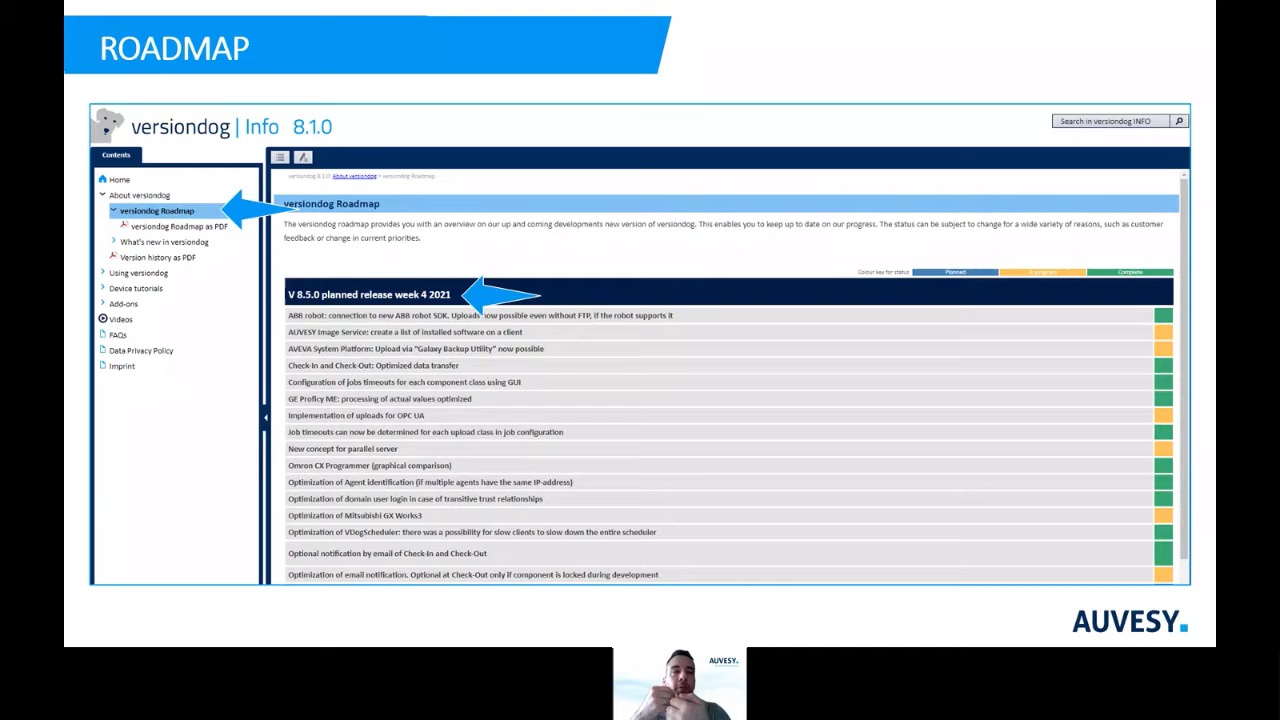 ROADMAP
versiondog | Info 8.1.0
Search in versiondog INFO
Contents
Home
About versiondog
versiondog Roadmap
versiondog Roadmap as PDF
What's new in versiondog
Version history as PDF
Using versiondog
Device tutorials
Add-ons
Videos
FAQs
Data Privacy Policy
Imprint
versiondog 8.1.0: About versiondog > versiondog Roadmap
versiondog Roadmap
The versiondog roadmap provides you with an overview on our up and coming developments new version of versiondog. This enables you to keep up to date on our progress. The status can be subject to change for a wide variety of reasons, such as customer
feedback or change in current priorities.
Colour key for status Planned In progress Complete
V 8.5.0 planned release week 4 2021
ABB robot: connection to new ABB robot SDK. Uploads now possible even without FTP, if the robot supports it
AUVESY Image Service: create a list of installed software on a client
AVEVA System Platform: Upload via "Galaxy Backup Utility" now possible
Check-In and Check-Out: Optimized data transfer
Configuration of jobs timeouts for each component class using GUI
GE Proficy ME: processing of actual values optimized
Implementation of uploads for OPC UA
Job timeouts can now be determined for each upload class in job configuration
New concept for parallel server
Omron CX Programmer (graphical comparison)
Optimization of Agent identification (if multiple agents have the same IP-address)
Optimization of domain user login in case of transitive trust relationships
Optimization of Mitsubishi GX Works3
Optimization of VDogScheduler: there was a possibility for slow clients to slow down the entire scheduler
Optional notification by email of Check-In and Check-Out
Optimization of email notification. Optional at Check-Out only if component is locked during development
AUVESY.
AUVESY.